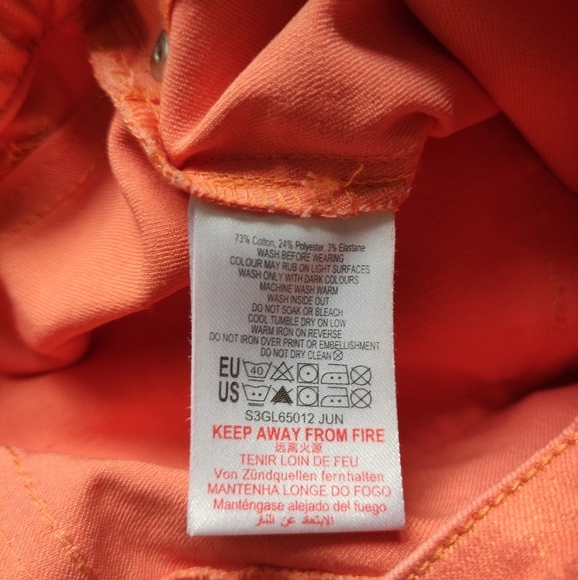 73% Cotton, 24% Polyester, 3% Elastane
WASH BEFORE WEARING
COLOUR MAY RUB ON LIGHT SURFACES
WASH ONLY WITH DARK COLOURS
MACHINE WASH WARM
WASH INSIDE OUT
DO NOT SOAK OR BLEACH
COOL TUMBLE DRY ON LOW
WARM IRON ON REVERSE
DO NOT IRON OVER PRINT OR EMBELLISHMENT
DO NOT DRY CLEAN
EU 40
US
S3GL65012 JUN
KEEP AWAY FROM FIRE
远离火源
TENIR LOIN DE FEU
Von Zündquellen fernhalten
MANTENHA LONGE DO FOGO
Manténgase alejado del fuego
الابتعاد عن النار